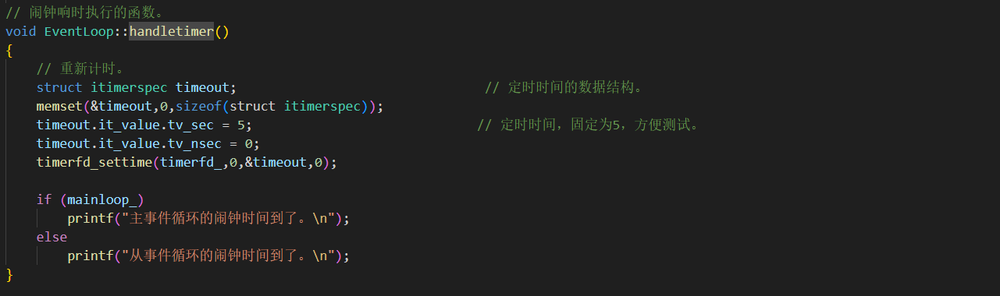 // 闹钟响时执行的函数。
void EventLoop::handletimer()
{
// 重新计时。
struct itimerspec timeout; // 定时时间的数据结构。
memset(&timeout,0,sizeof(struct itimerspec));
timeout.it_value.tv_sec = 5; // 定时时间，固定为5，方便测试。
timeout.it_value.tv_nsec = 0;
timerfd_settime(timerfd_,0,&timeout,0);
if (mainloop_)
printf("主事件循环的闹钟时间到了。\n");
else
printf("从事件循环的闹钟时间到了。\n");
}